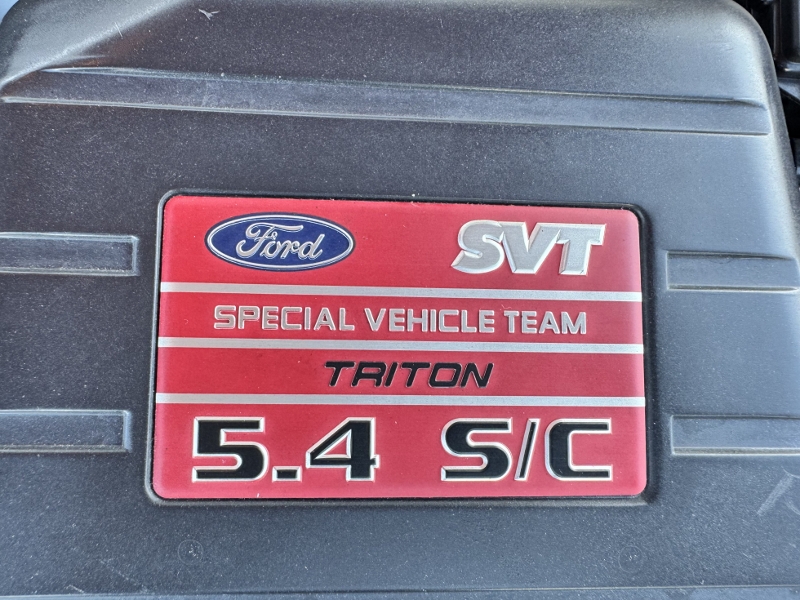 Ford SVT
SPECIAL VEHICLE TEAM
TRITON
5.4 S/C